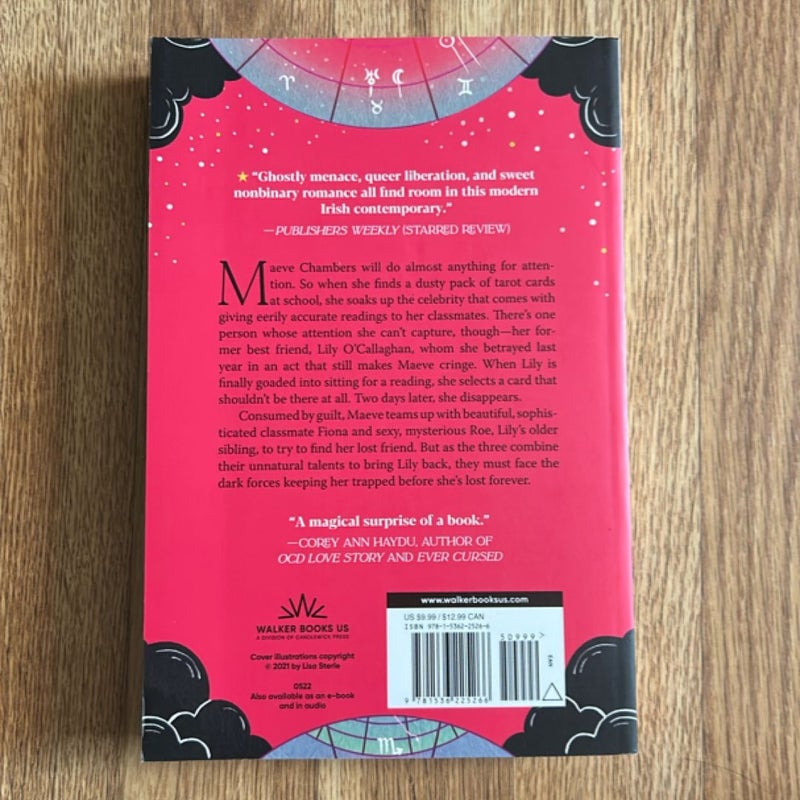 ★ "Ghostly menace, queer liberation, and sweet
nonbinary romance all find room in this modern
Irish contemporary."
—PUBLISHERS WEEKLY (STARRED REVIEW)
Maeve Chambers will do almost anything for atten-
tion. So when she finds a dusty pack of tarot cards
at school, she soaks up the celebrity that comes with
giving eerily accurate readings to her classmates. There's one
person whose attention she can't capture, though—her for-
mer best friend, Lily O'Callaghan, whom she betrayed last
year in an act that still makes Maeve cringe. When Lily is
finally goaded into sitting for a reading, she selects a card that
shouldn't be there at all. Two days later, she disappears.
Consumed by guilt, Maeve teams up with beautiful, sophis-
ticated classmate Fiona and sexy, mysterious Roe, Lily's older
sibling, to try to find her lost friend. But as the three combine
their unnatural talents to bring Lily back, they must face the
dark forces keeping her trapped before she's lost forever.
"A magical surprise of a book."
—COREY ANN HAYDU, AUTHOR OF
OCD LOVE STORY AND EVER CURSED
WALKER BOOKS US
A DIVISION OF CANDLEWICK PRESS
Cover illustrations copyright
© 2021 by Lisa Sterle
0522
Also available as an e-book
and in audio
www.walkerbooksus.com
US $9.99 / $12.99 CAN
ISBN 978-1-5362-2526-6
50999>
EAN
9 781536 225266